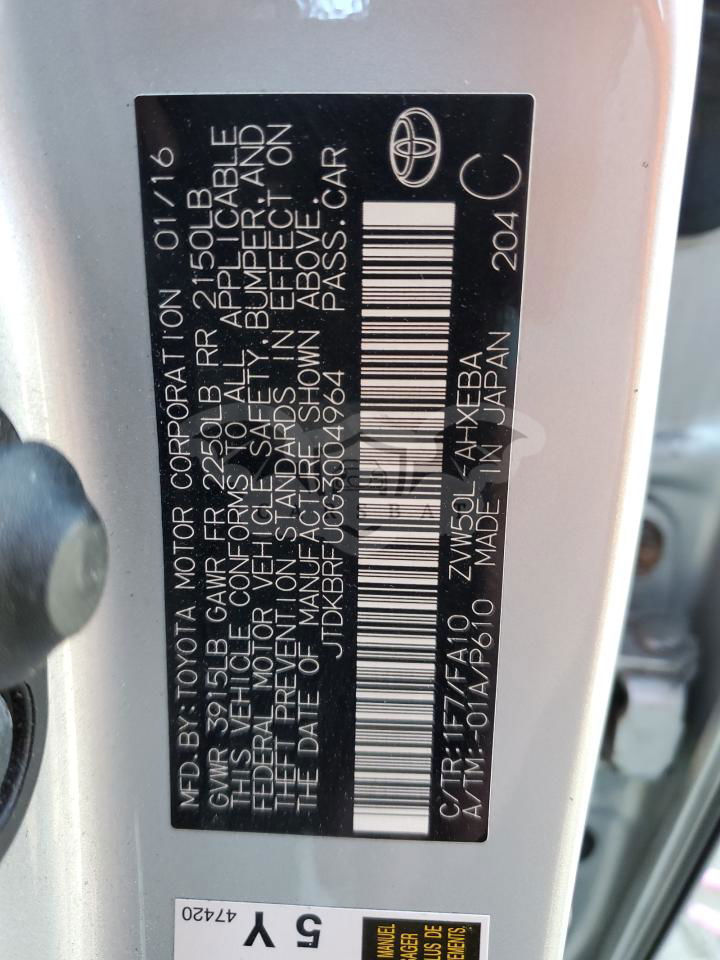 MFD. BY: TOYOTA MOTOR CORPORATION 01/16
GVWR 3915LB GAWR FR 2250LB RR 2150LB
THIS VEHICLE CONFORMS TO ALL APPLICABLE
FEDERAL MOTOR VEHICLE SAFETY, BUMPER, AND
THEFT PREVENTION STANDARDS IN EFFECT ON
THE DATE OF MANUFACTURE SHOWN ABOVE.
JTDKBRFU0G3004964 PASS. CAR
C/TR: 1F7/FA10 ZVW50L-AHXEBA
A/TM: -01A/P610 MADE IN JAPAN
204 C
5 Y
47420
MANUEL